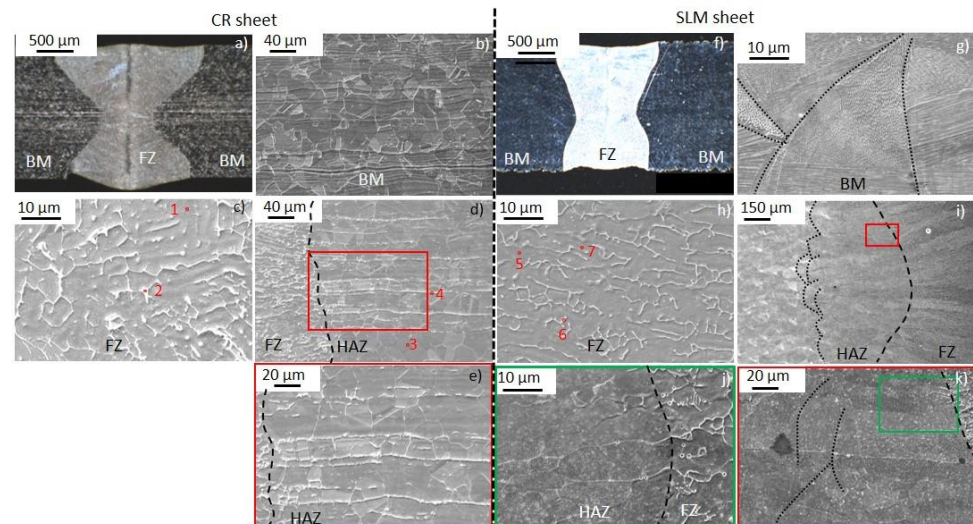 CR sheet
SLM sheet
500 µm
a)
BM
FZ
BM
40 µm
b)
BM
500 µm
f)
BM
FZ
BM
10 µm
g)
BM
10 µm
c)
1
2
FZ
40 µm
d)
4
3
FZ
HAZ
10 µm
h)
5
7
6
FZ
150 µm
i)
HAZ
FZ
20 µm
e)
HAZ
10 µm
j)
HAZ
FZ
20 µm
k)